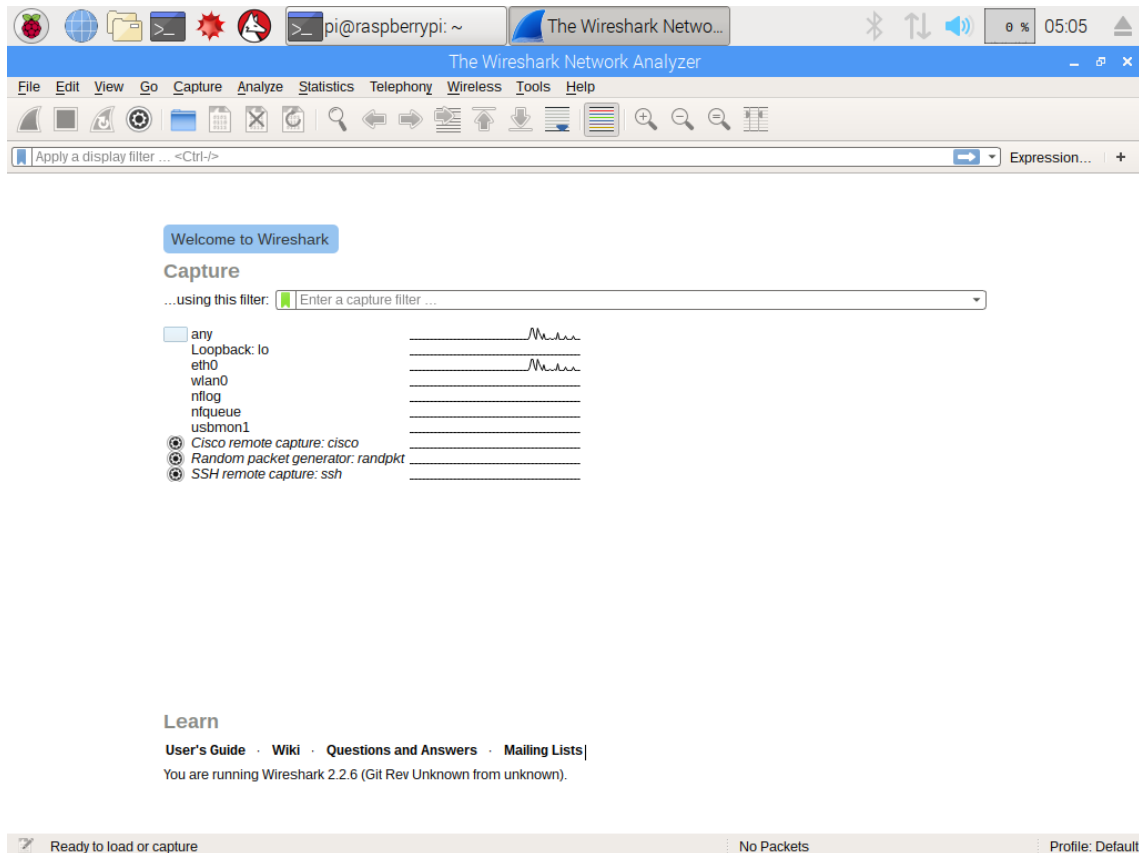 pi@raspberrypi: ~ The Wireshark Netwo... 0 % 05:05
The Wireshark Network Analyzer
File Edit View Go Capture Analyze Statistics Telephony Wireless Tools Help
Apply a display filter ... <Ctrl-/> Expression... +
Welcome to Wireshark
Capture
...using this filter: Enter a capture filter ...
any
Loopback: lo
eth0
wlan0
nflog
nfqueue
usbmon1
Cisco remote capture: cisco
Random packet generator: randpkt
SSH remote capture: ssh
Learn
User's Guide · Wiki · Questions and Answers · Mailing Lists
You are running Wireshark 2.2.6 (Git Rev Unknown from unknown).
Ready to load or capture No Packets Profile: Default